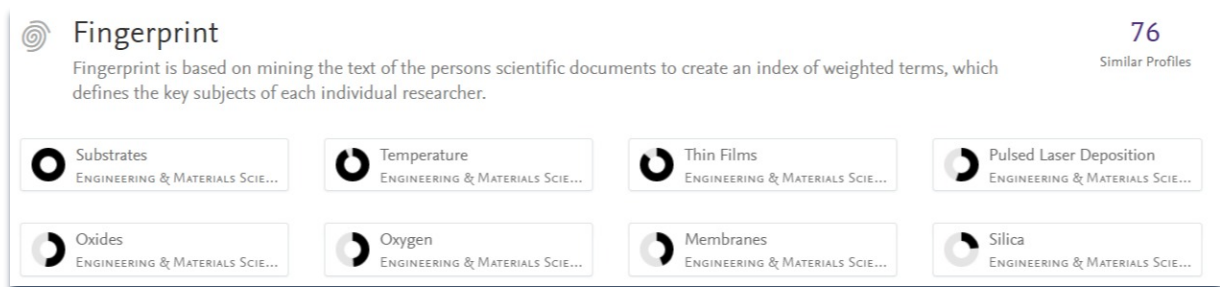 Fingerprint
76
Fingerprint is based on mining the text of the persons scientific documents to create an index of weighted terms, which
defines the key subjects of each individual researcher.
Similar Profiles
Substrates
ENGINEERING & MATERIALS SCIE...
Temperature
ENGINEERING & MATERIALS SCIE...
Thin Films
ENGINEERING & MATERIALS SCIE...
Pulsed Laser Deposition
ENGINEERING & MATERIALS SCIE...
Oxides
ENGINEERING & MATERIALS SCIE...
Oxygen
ENGINEERING & MATERIALS SCIE...
Membranes
ENGINEERING & MATERIALS SCIE...
Silica
ENGINEERING & MATERIALS SCIE...